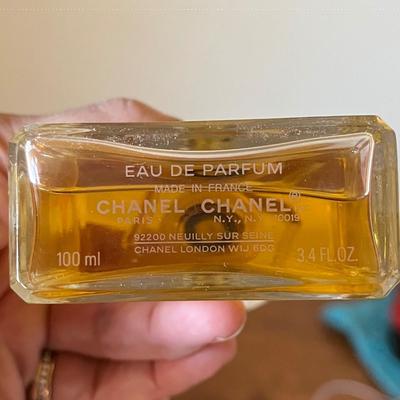 EAU DE PARFUM
MADE IN FRANCE
CHANEL CHANEL®
PARIS N.Y., N.Y. 10019
92200 NEUILLY SUR SEINE
CHANEL LONDON W1J 6DG
100 ml 3.4 FL.OZ.